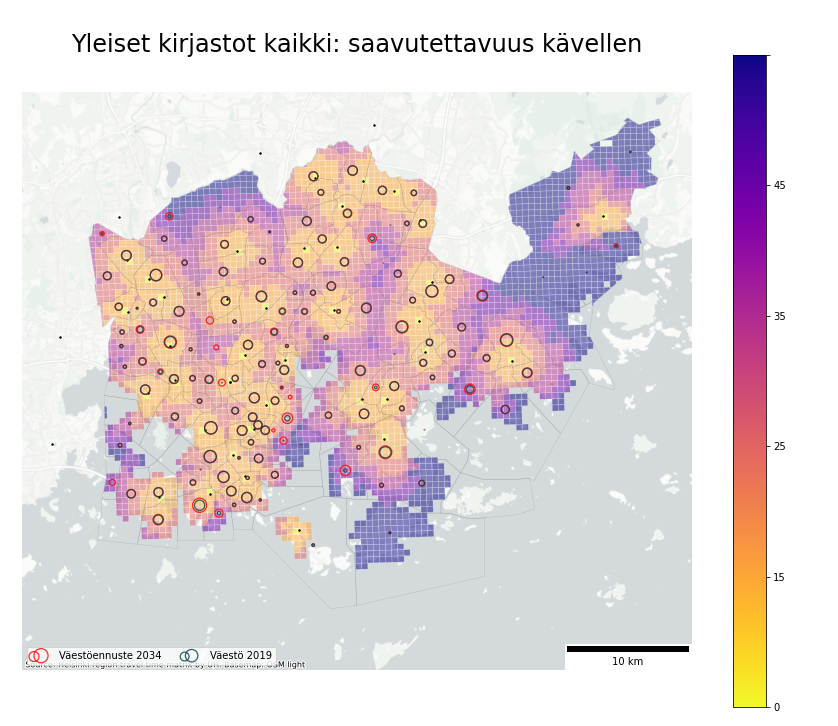 Yleiset kirjastot kaikki: saavutettavuus kävellen
45
35
25
15
0
Väestöennuste 2034
Väestö 2019
Source: Helsinki region travel time matrix by UH. Basemap: OSM light
10 km